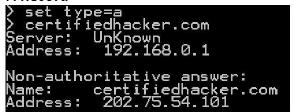 > set type=a
> certifiedhacker.com
Server:  UnKnown
Address:  192.168.0.1

Non-authoritative answer:
Name:    certifiedhacker.com
Address:  202.75.54.101